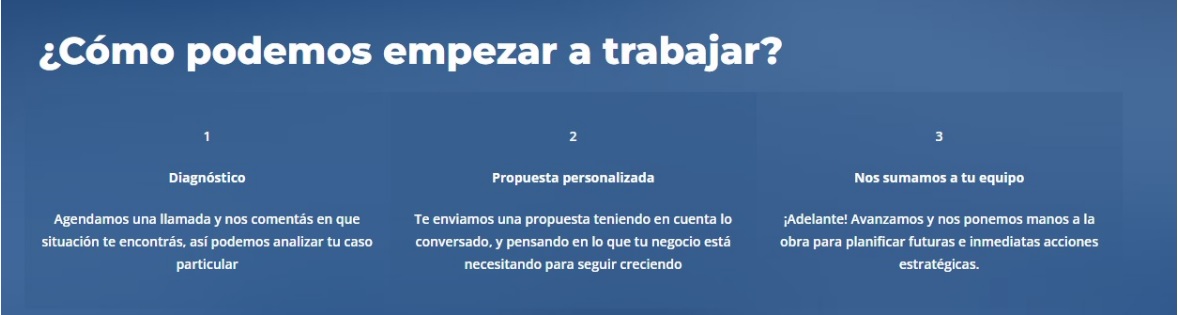 ¿Cómo podemos empezar a trabajar?
1
Diagnóstico
Agendamos una llamada y nos comentás en que
situación te encontrás, así podemos analizar tu caso
particular
2
Propuesta personalizada
Te enviamos una propuesta teniendo en cuenta lo
conversado, y pensando en lo que tu negocio está
necesitando para seguir creciendo
3
Nos sumamos a tu equipo
¡Adelante! Avanzamos y nos ponemos manos a la
obra para planificar futuras e inmediatas acciones
estratégicas.